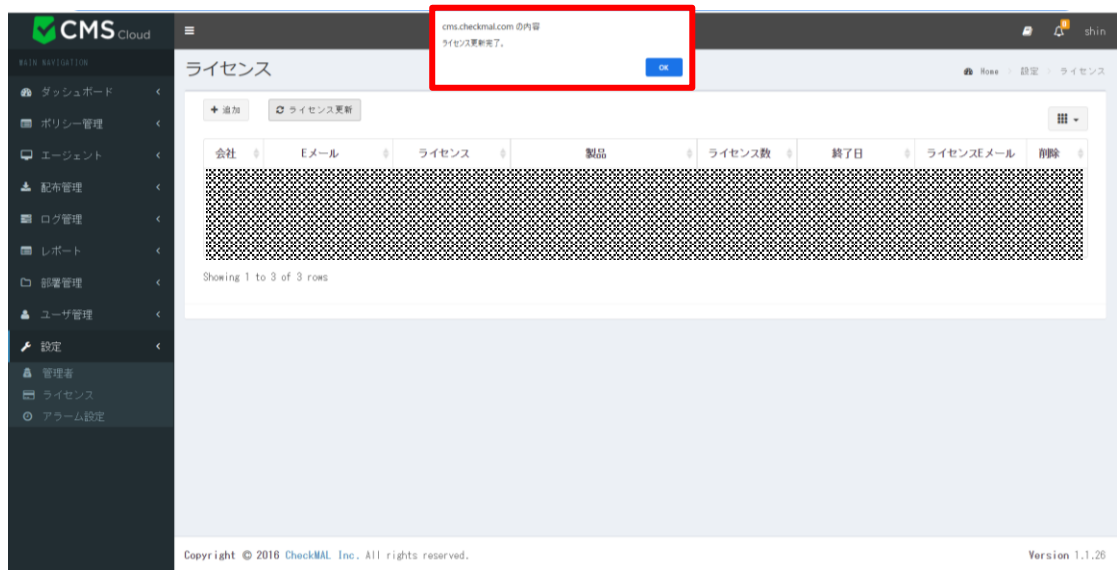 CMS Cloud
cms.checkmal.com の内容
ライセンス更新完了。
OK
0
shin
MAIN NAVIGATION
ライセンス
Home > 設定 > ライセンス
ダッシュボード
ポリシー管理
エージェント
配布管理
ログ管理
レポート
部署管理
ユーザ管理
設定
管理者
ライセンス
アラーム設定
追加
ライセンス更新
会社 Eメール ライセンス 製品 ライセンス数 終了日 ライセンスEメール 削除
Showing 1 to 3 of 3 rows
Copyright © 2016 CheckMAL Inc. All rights reserved.
Version 1.1.26